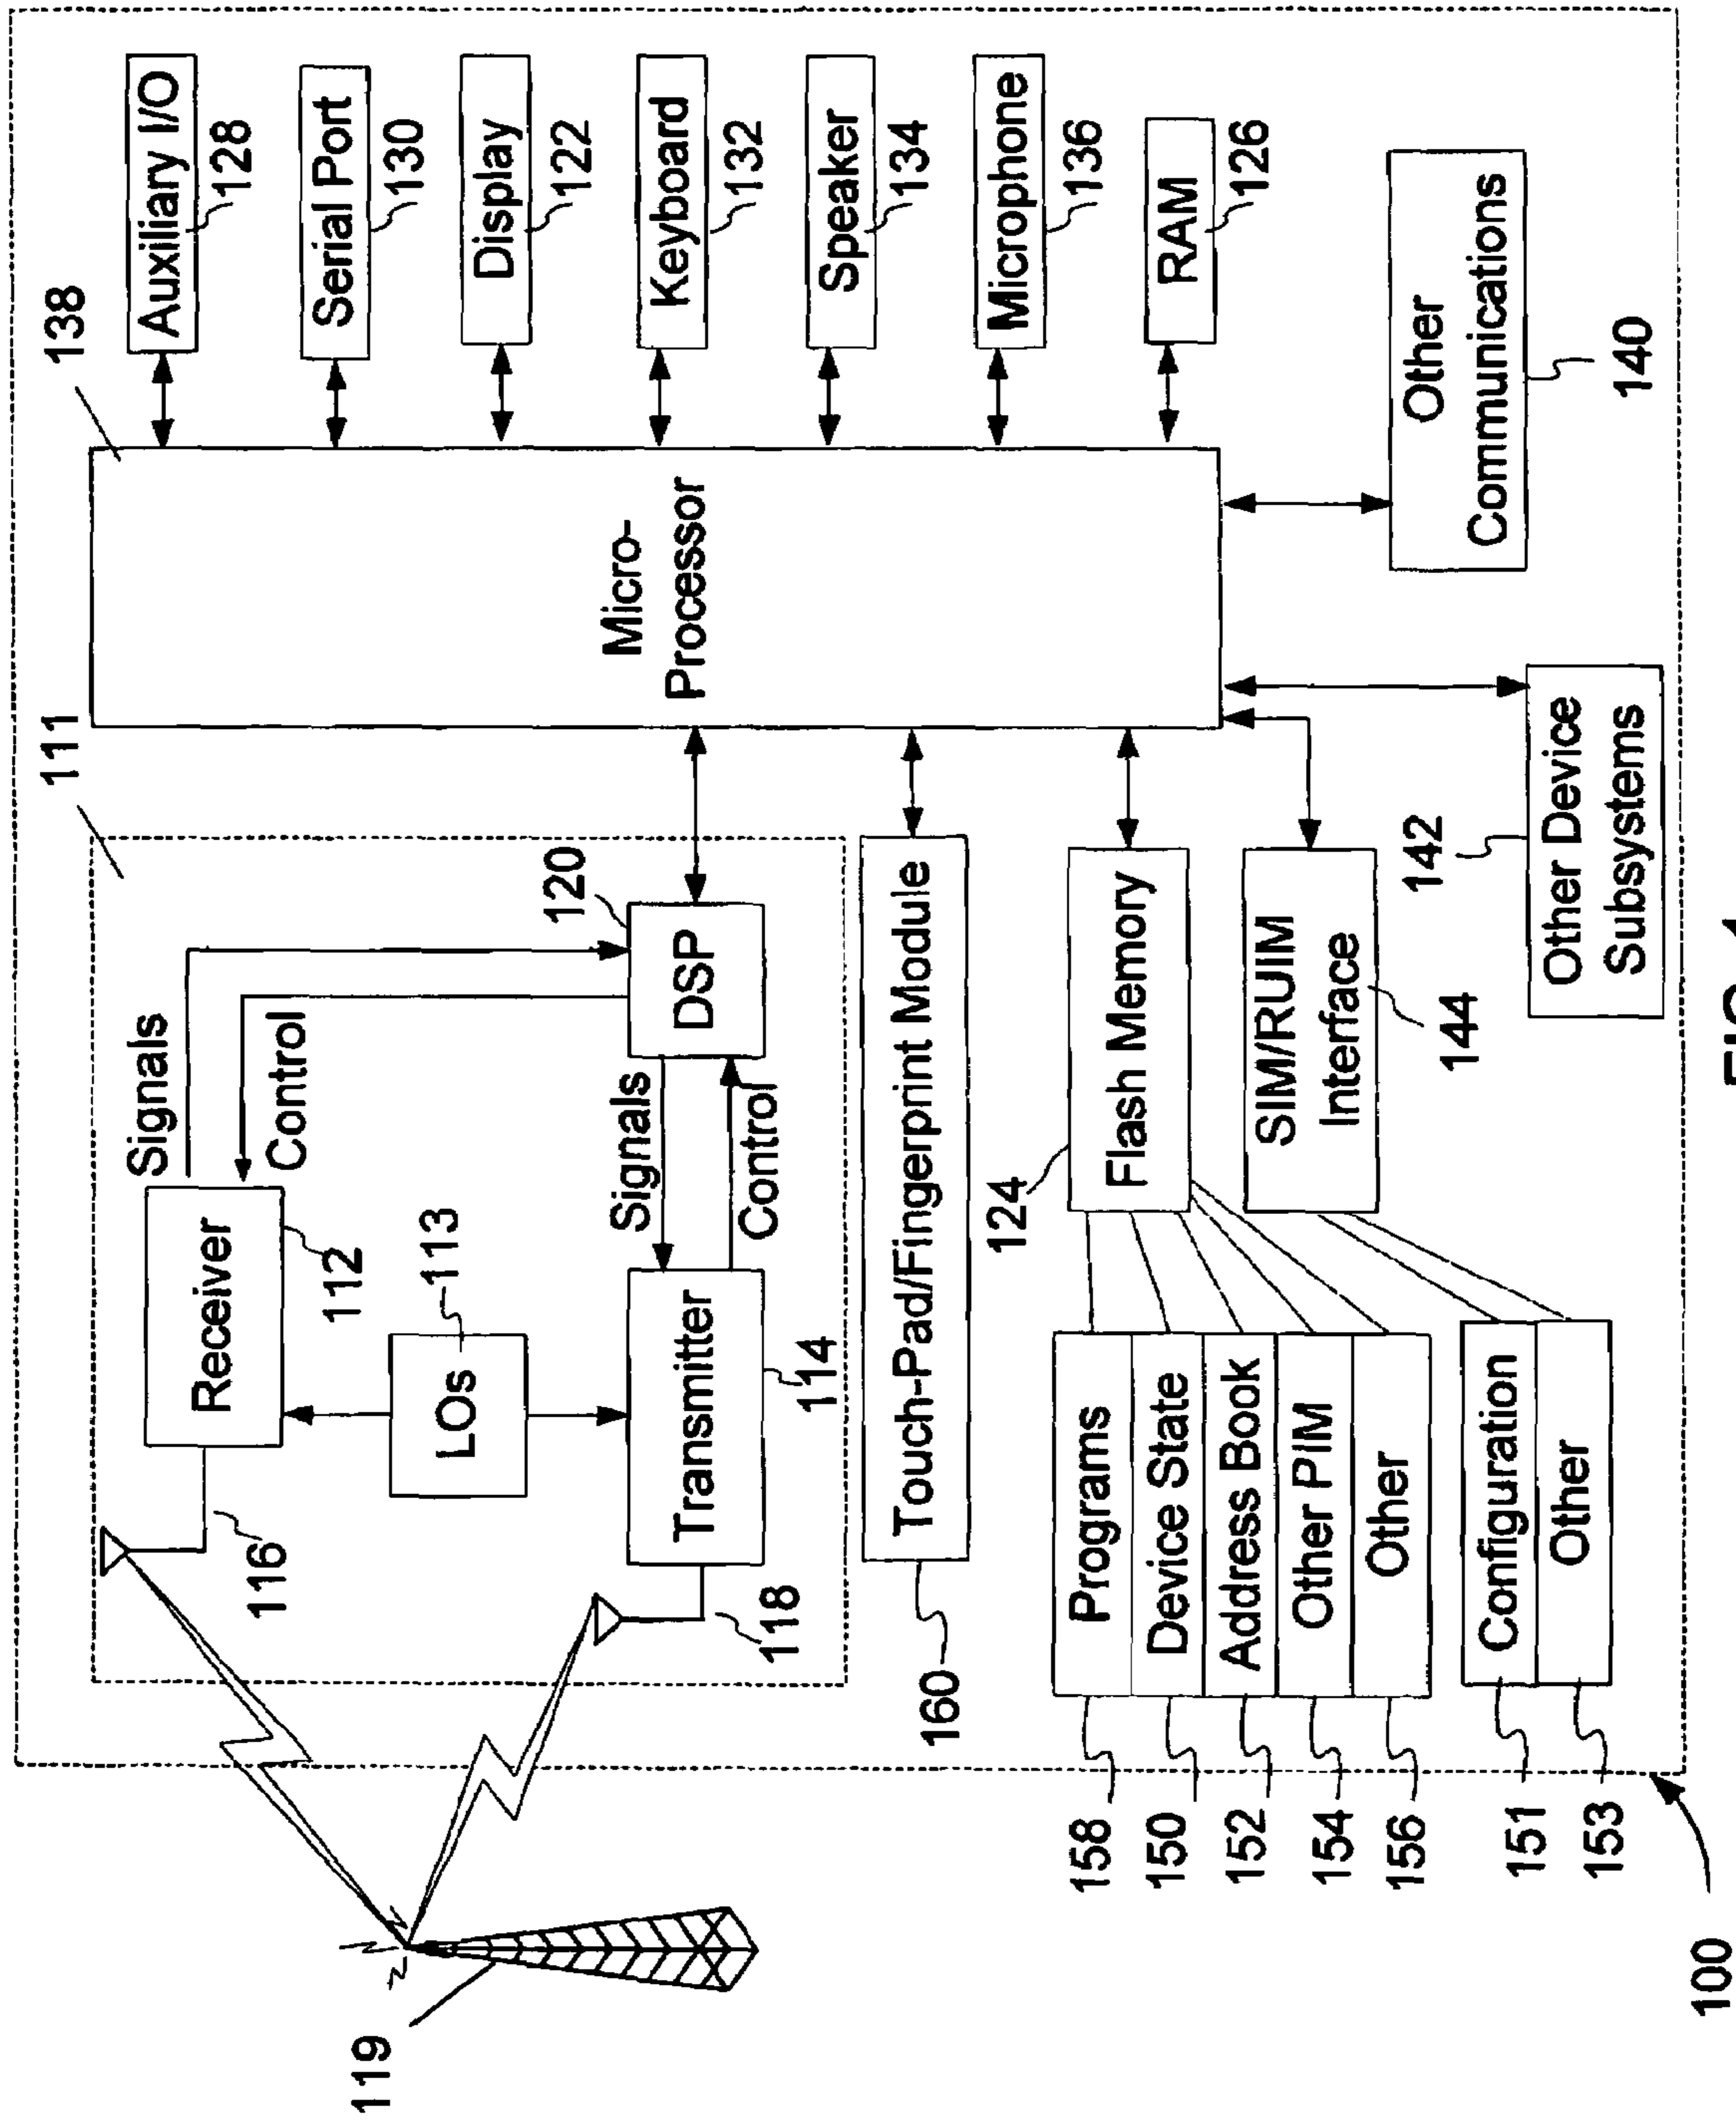 138
Auxiliary I/O
128
Serial Port
130
Display
122
Keyboard
132
Speaker
134
Microphone
136
RAM
126
Micro-
Processor
Other
Communications
140
111
120
Signals
Control
DSP
Receiver
112
LOs
113
Signals
Control
Transmitter
114
116
118
119
Touch-Pad/Fingerprint Module
160
124
Flash Memory
SIM/RUIM
Interface
144
142
Other Device
Subsystems
Programs
Device State
Address Book
Other PIM
Other
Configuration
Other
158
150
152
154
156
151
153
100